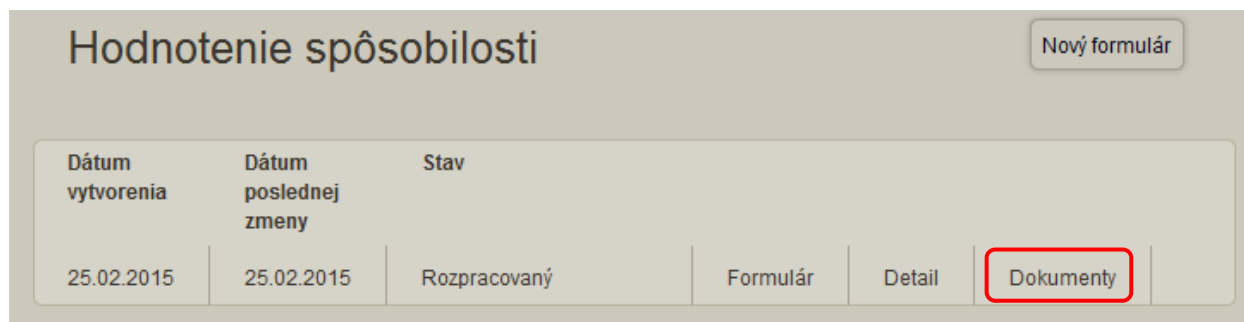 Hodnotenie spôsobilosti
Nový formulár
Dátum vytvorenia
Dátum poslednej zmeny
Stav
25.02.2015 25.02.2015 Rozpracovaný Formulár Detail Dokumenty